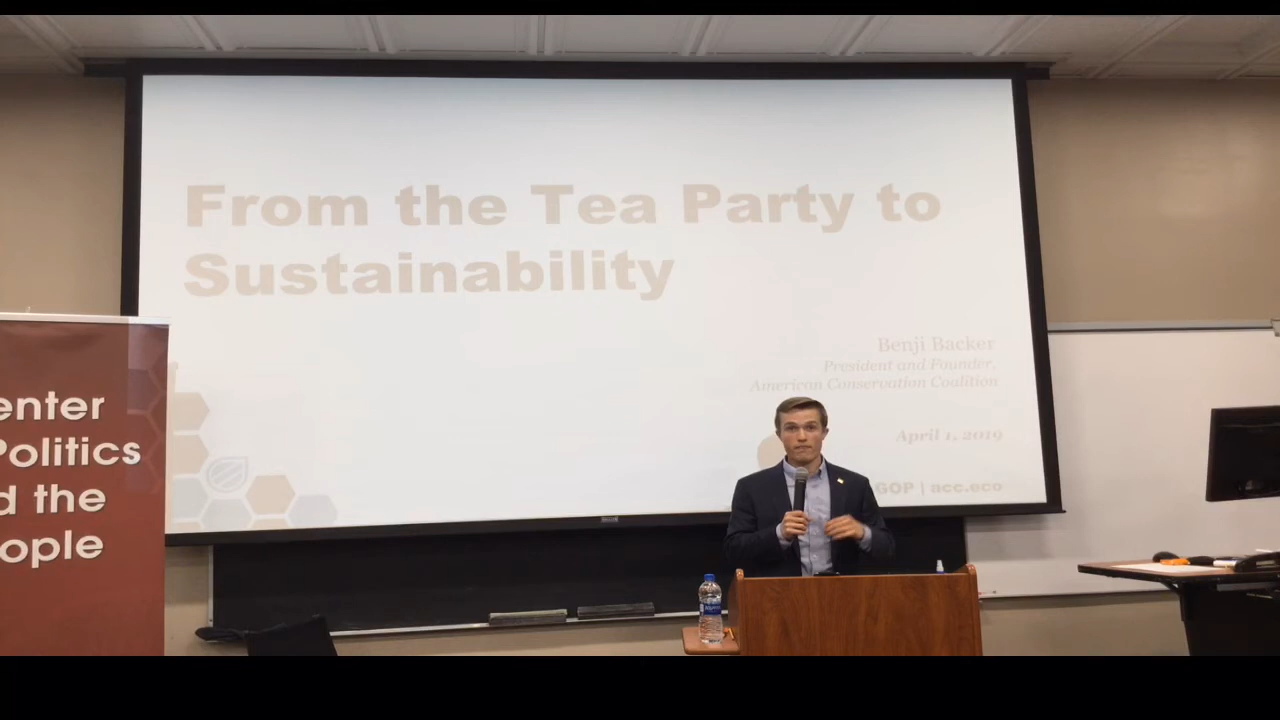 From the Tea Party to
Sustainability
Benji Backer
President and Founder,
American Conservation Coalition
April 1, 2019
GOP | acc.eco
enter
Politics
d the
ople